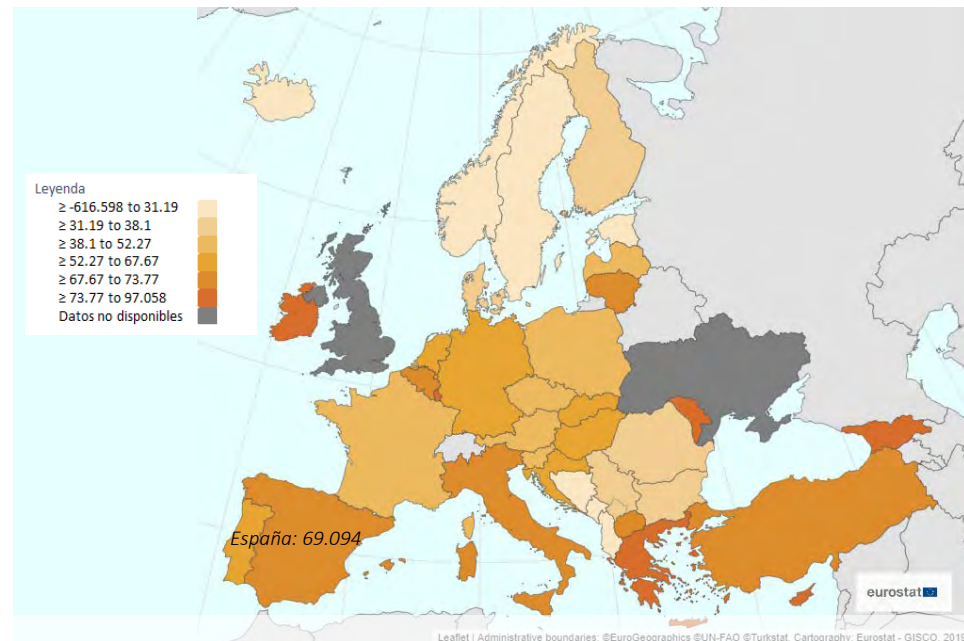 Leyenda
≥ -616.598 to 31.19
≥ 31.19 to 38.1
≥ 38.1 to 52.27
≥ 52.27 to 67.67
≥ 67.67 to 73.77
≥ 73.77 to 97.058
Datos no disponibles
España: 69.094
eurostat
Leaflet | Administrative boundaries: ©EuroGeographics ©UN-FAO ©Turkstat, Cartography: Eurostat - GISCO, 201